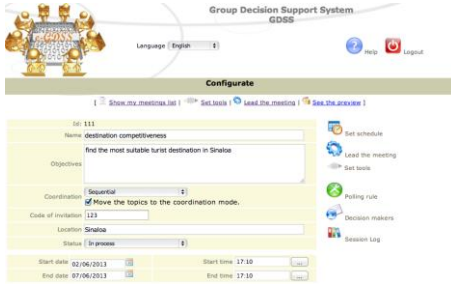 Group Decision Support System
GDSS
e-GDSS
Language English
Help
Logout
Configurate
[ Show my meetings list | Set tools | Lead the meeting | See the preview ]
Id: 111
Name destination competitiveness
Objectives find the most suitable turist destination in Sinaloa
Coordination Sequential
Move the topics to the coordination mode.
Code of invitation 123
Location Sinaloa
Status In process
Start date 02/06/2013 Start time 17:10 ...
End date 07/06/2013 End time 17:10 ...
Set schedule
Lead the meeting
Set tools
Polling rule
Decision makers
Session Log